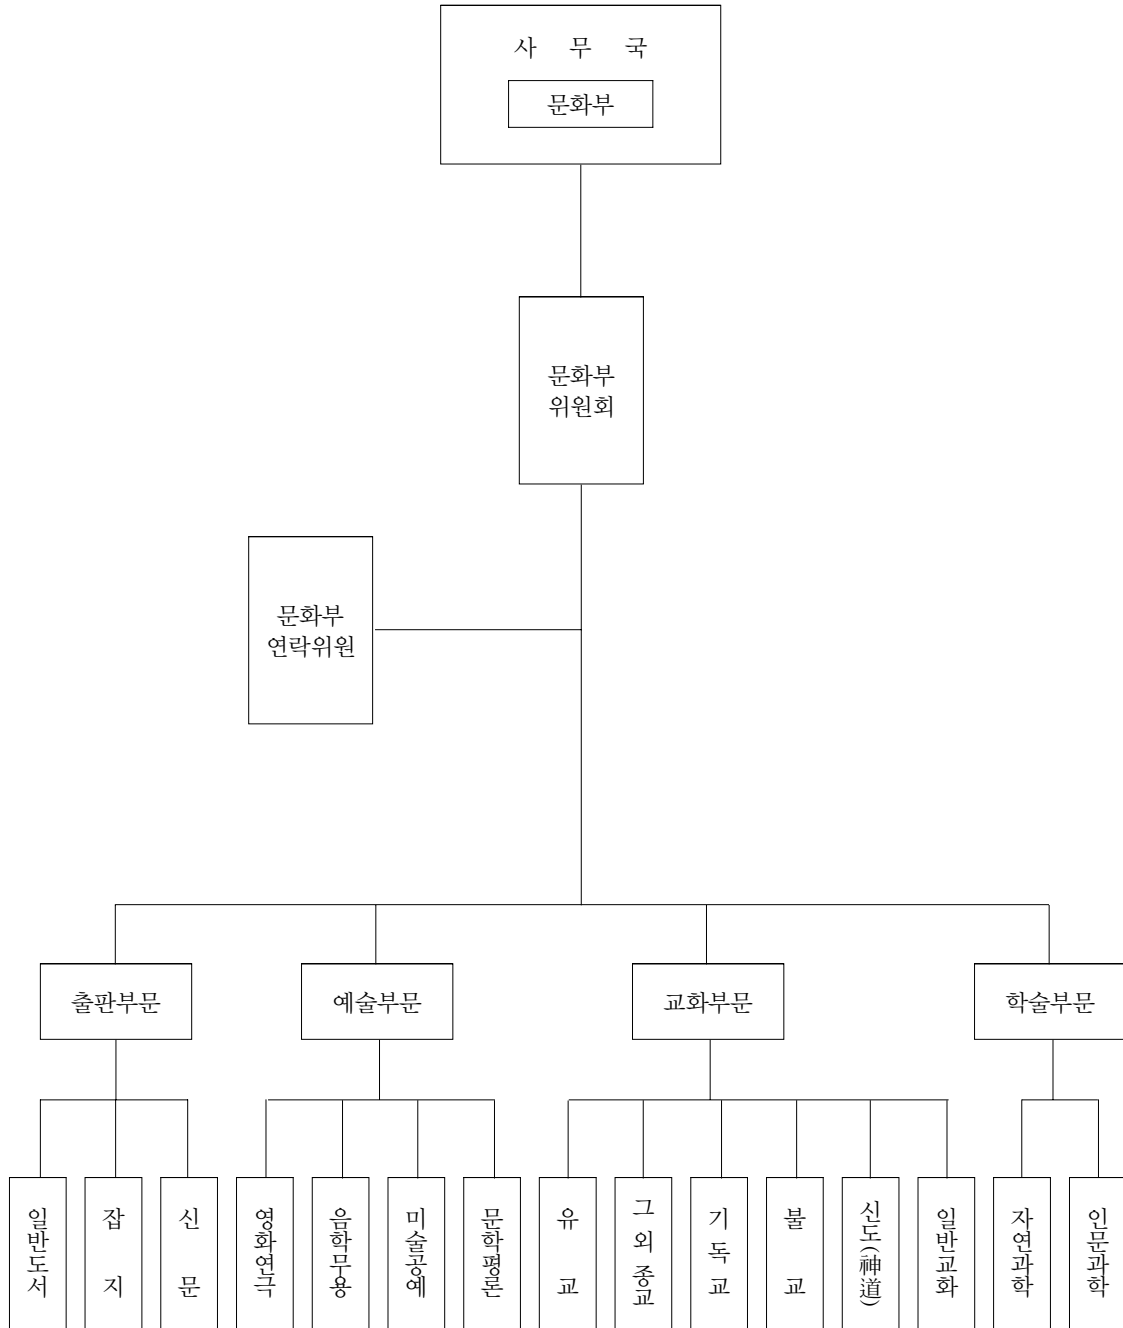 사 무 국
문화부
문화부
위원회
문화부
연락위원
출판부문
예술부문
교화부문
학술부문
일반도서
잡지
신문
영화연극
음학무용
미술공예
문학평론
유교
그 외 종교
기독교
불교
신도(神道)
일반교화
자연과학
인문과학